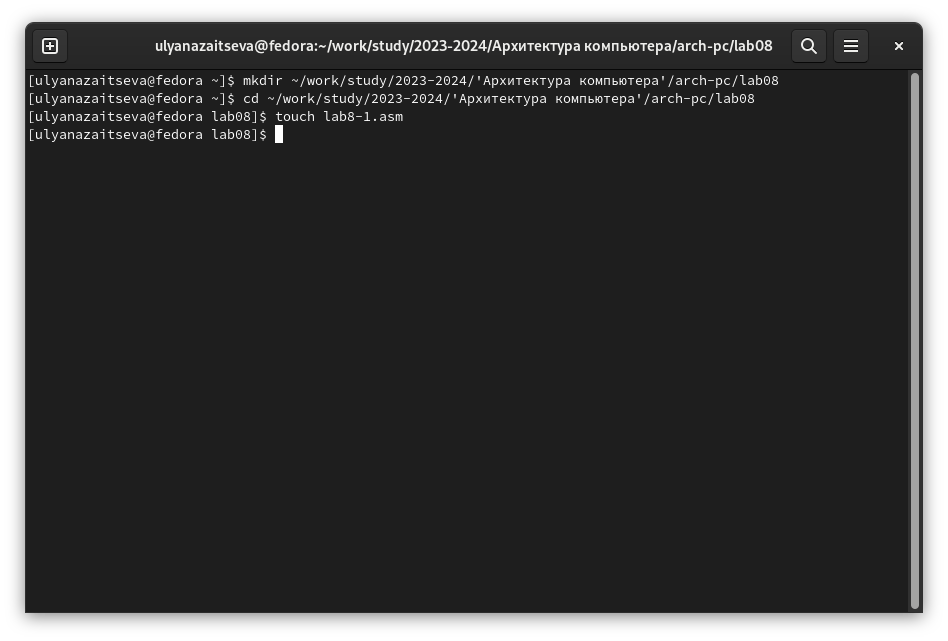 ulyanazaitseva@fedora:~/work/study/2023-2024/Архитектура компьютера/arch-pc/lab08
[ulyanazaitseva@fedora ~]$ mkdir ~/work/study/2023-2024/'Архитектура компьютера'/arch-pc/lab08
[ulyanazaitseva@fedora ~]$ cd ~/work/study/2023-2024/'Архитектура компьютера'/arch-pc/lab08
[ulyanazaitseva@fedora lab08]$ touch lab8-1.asm
[ulyanazaitseva@fedora lab08]$